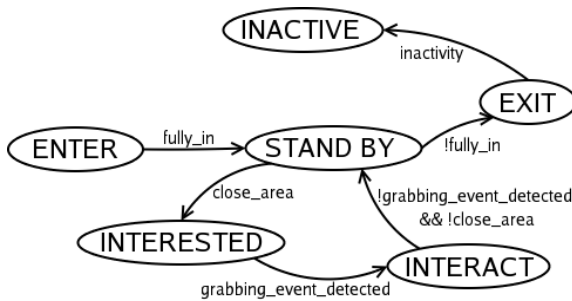 INACTIVE
inactivity
EXIT
fully_in
ENTER
STAND BY
!fully_in
close_area
!grabbing_event_detected
&& !close_area
INTERESTED
INTERACT
grabbing_event_detected